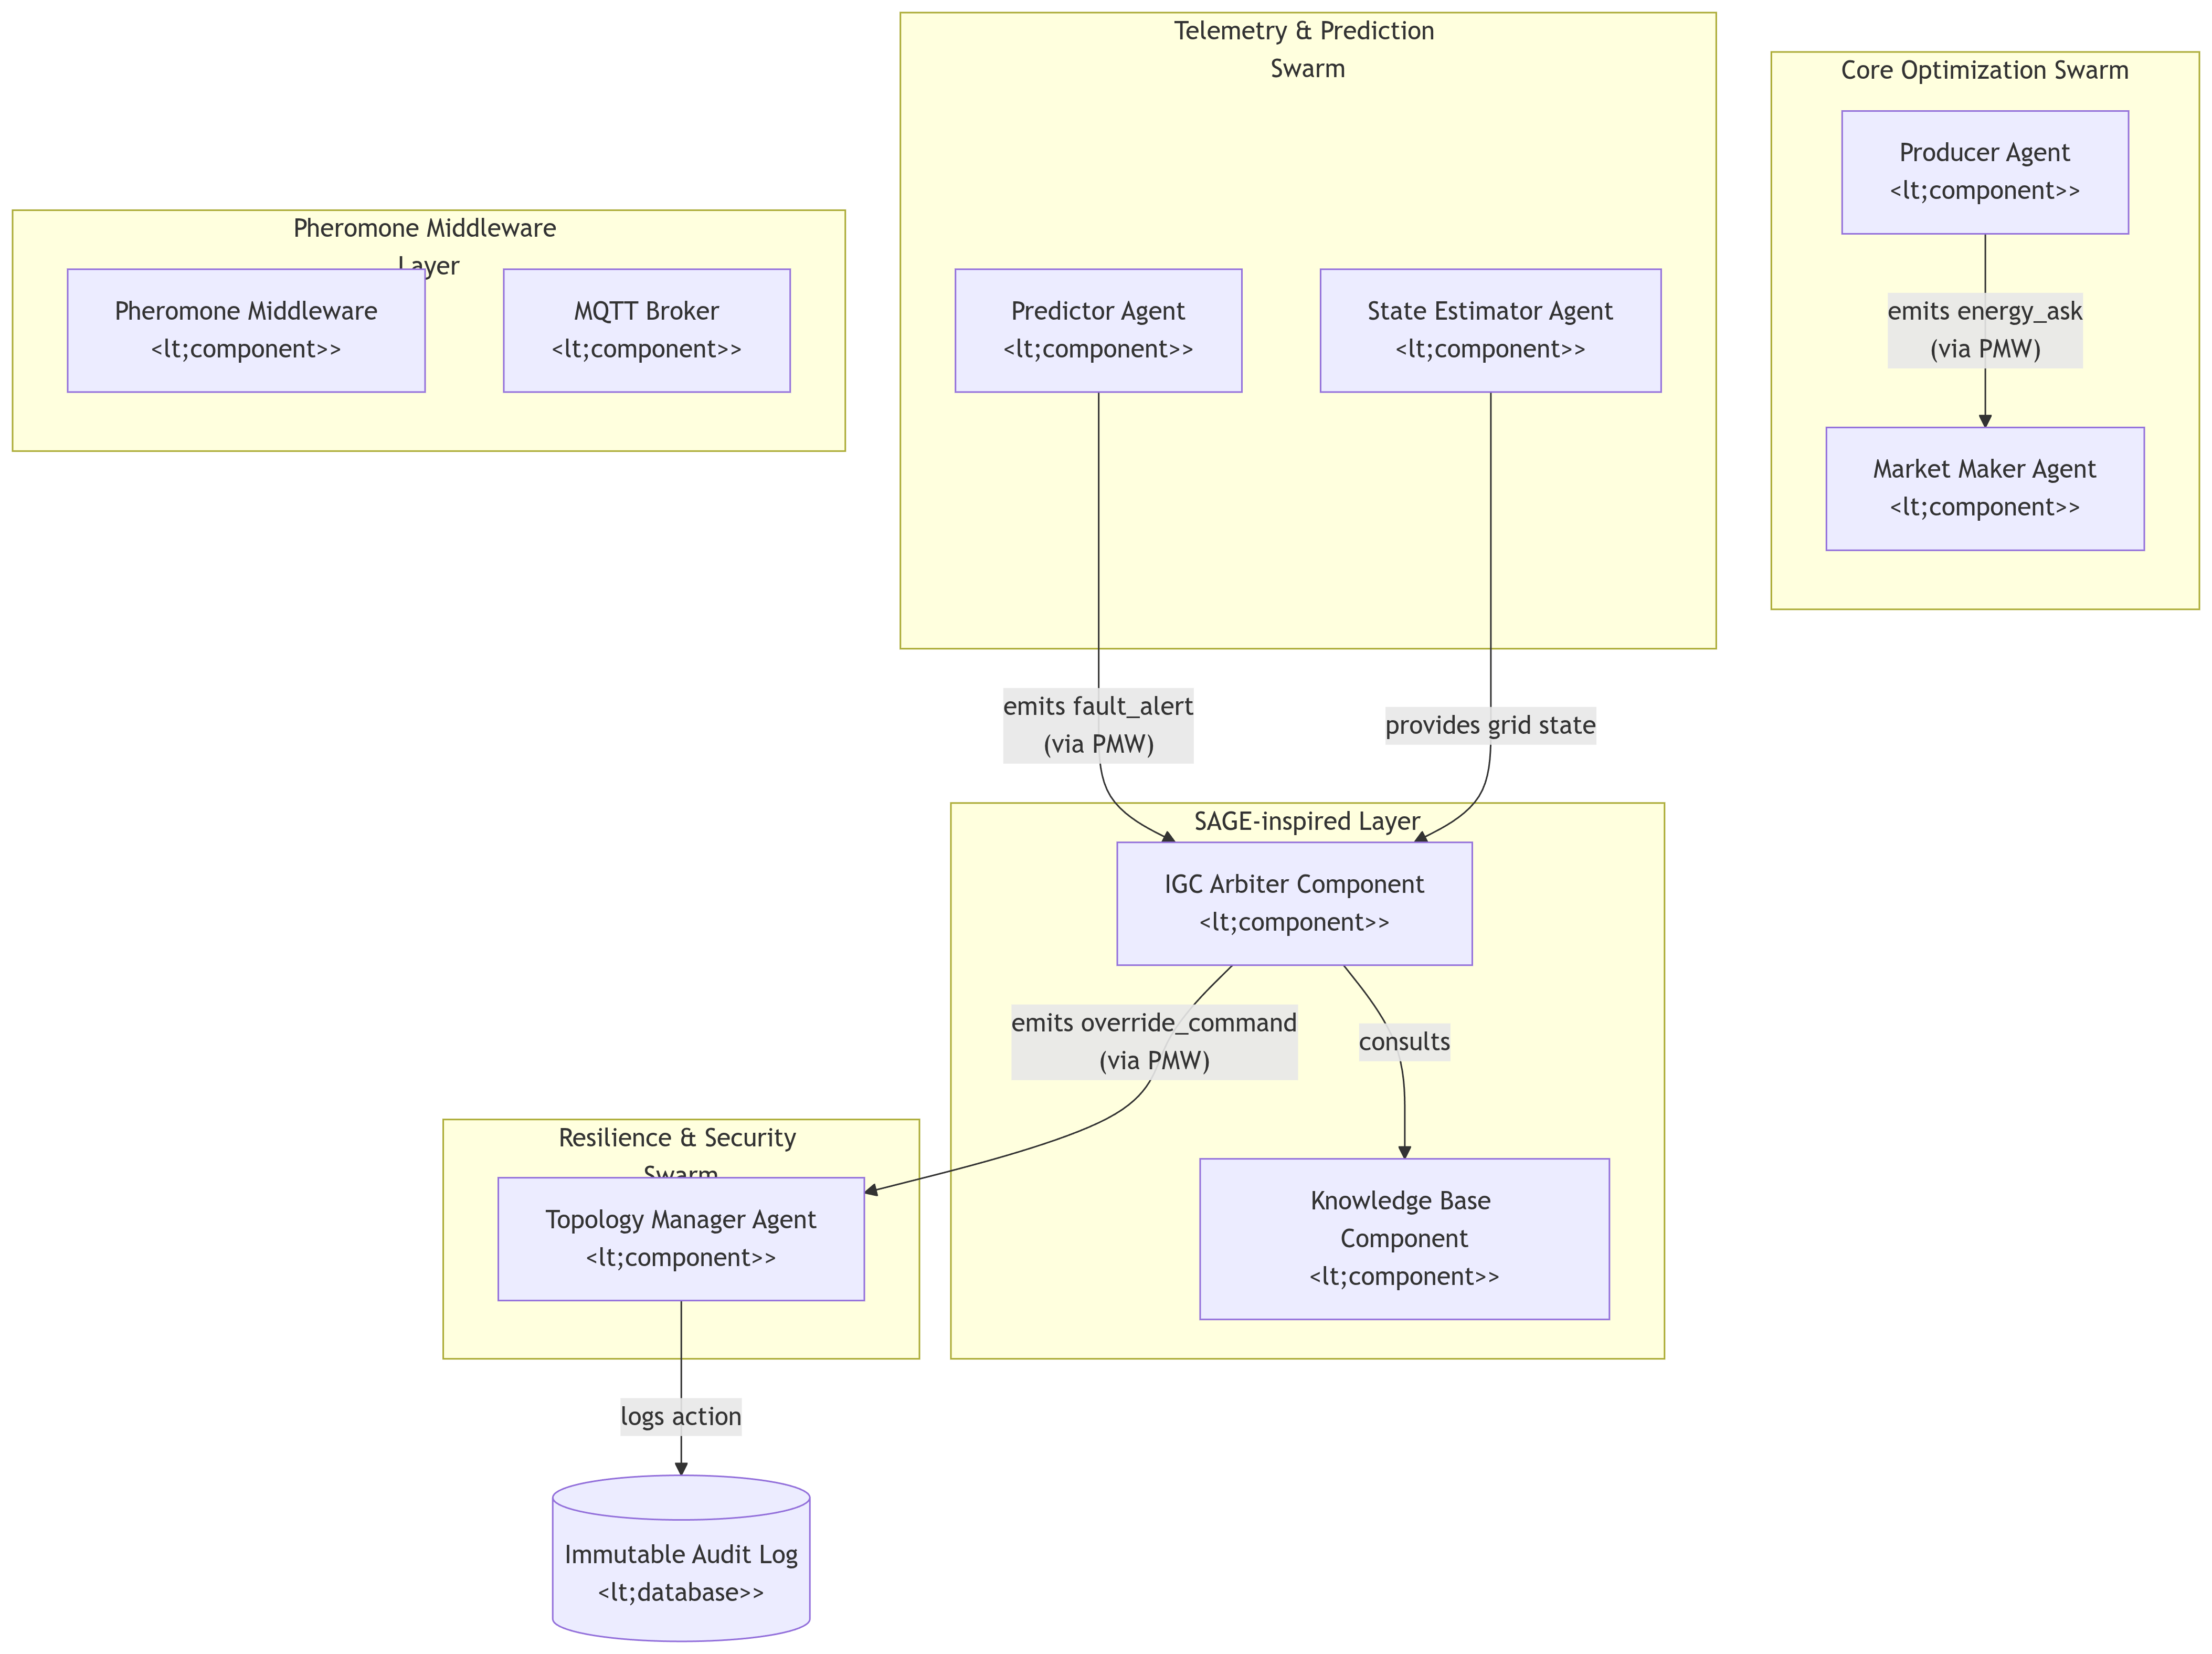 Telemetry & Prediction
Swarm
Core Optimization Swarm
Producer Agent
<lt;component>>
Pheromone Middleware
Layer
Pheromone Middleware
<lt;component>>
MQTT Broker
<lt;component>>
Predictor Agent
<lt;component>>
State Estimator Agent
<lt;component>>
emits energy_ask
(via PMW)
Market Maker Agent
<lt;component>>
emits fault_alert
(via PMW)
provides grid state
SAGE-inspired Layer
IGC Arbiter Component
<lt;component>>
emits override_command
(via PMW)
consults
Resilience & Security
Swarm
Topology Manager Agent
<lt;component>>
Knowledge Base
Component
<lt;component>>
logs action
Immutable Audit Log
<lt;database>>